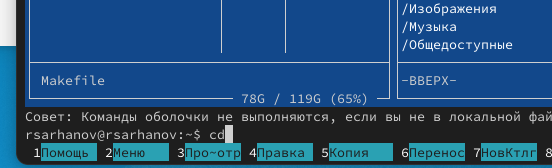 /Изображения
/Музыка
/Общедоступные
Makefile
-ВВЕРХ-
78G / 119G (65%)
Совет: Команды оболочки не выполняются, если вы не в локальной фай
rsarhanov@rsarhanov:~$ cd
1Помощь 2Меню 3Про~отр 4Правка 5Копия 6Перенос 7НовКтлг 8